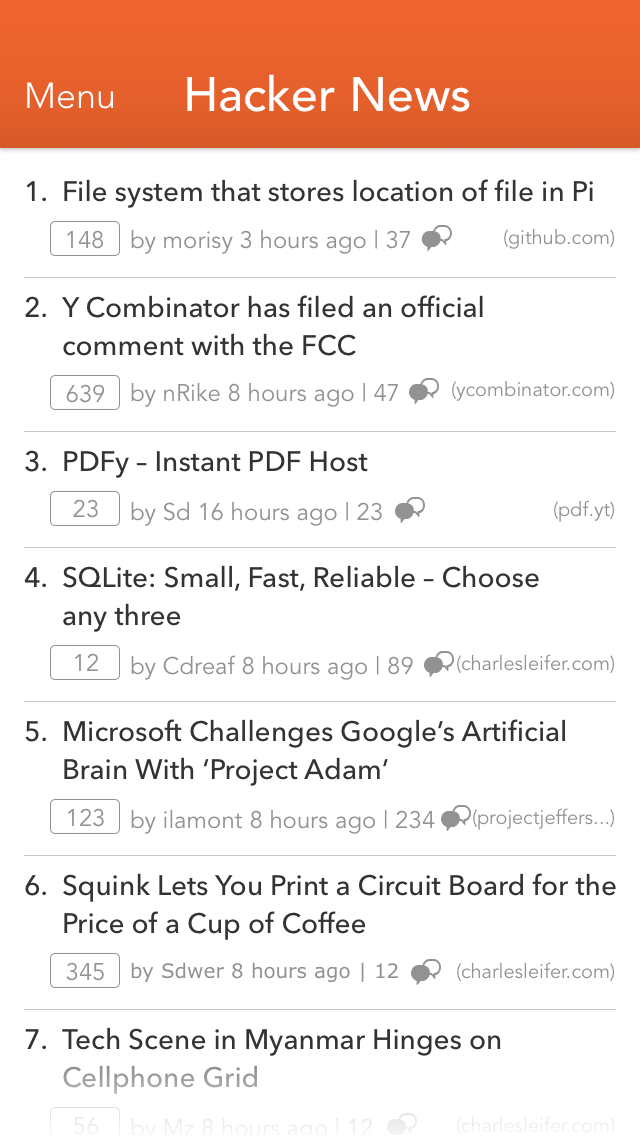 Menu Hacker News
1. File system that stores location of file in Pi
148 by morisy 3 hours ago | 37 (github.com)
2. Y Combinator has filed an official
comment with the FCC
639 by nRike 8 hours ago | 47 (ycombinator.com)
3. PDFy – Instant PDF Host
23 by Sd 16 hours ago | 23 (pdf.yt)
4. SQLite: Small, Fast, Reliable – Choose
any three
12 by Cdreaf 8 hours ago | 89 (charlesleifer.com)
5. Microsoft Challenges Google’s Artificial
Brain With ‘Project Adam’
123 by ilamont 8 hours ago | 234 (projectjeffers...)
6. Squink Lets You Print a Circuit Board for the
Price of a Cup of Coffee
345 by Sdwer 8 hours ago | 12 (charlesleifer.com)
7. Tech Scene in Myanmar Hinges on
Cellphone Grid
56 by Mz 8 hours ago | 12 (charlesleifer.com)